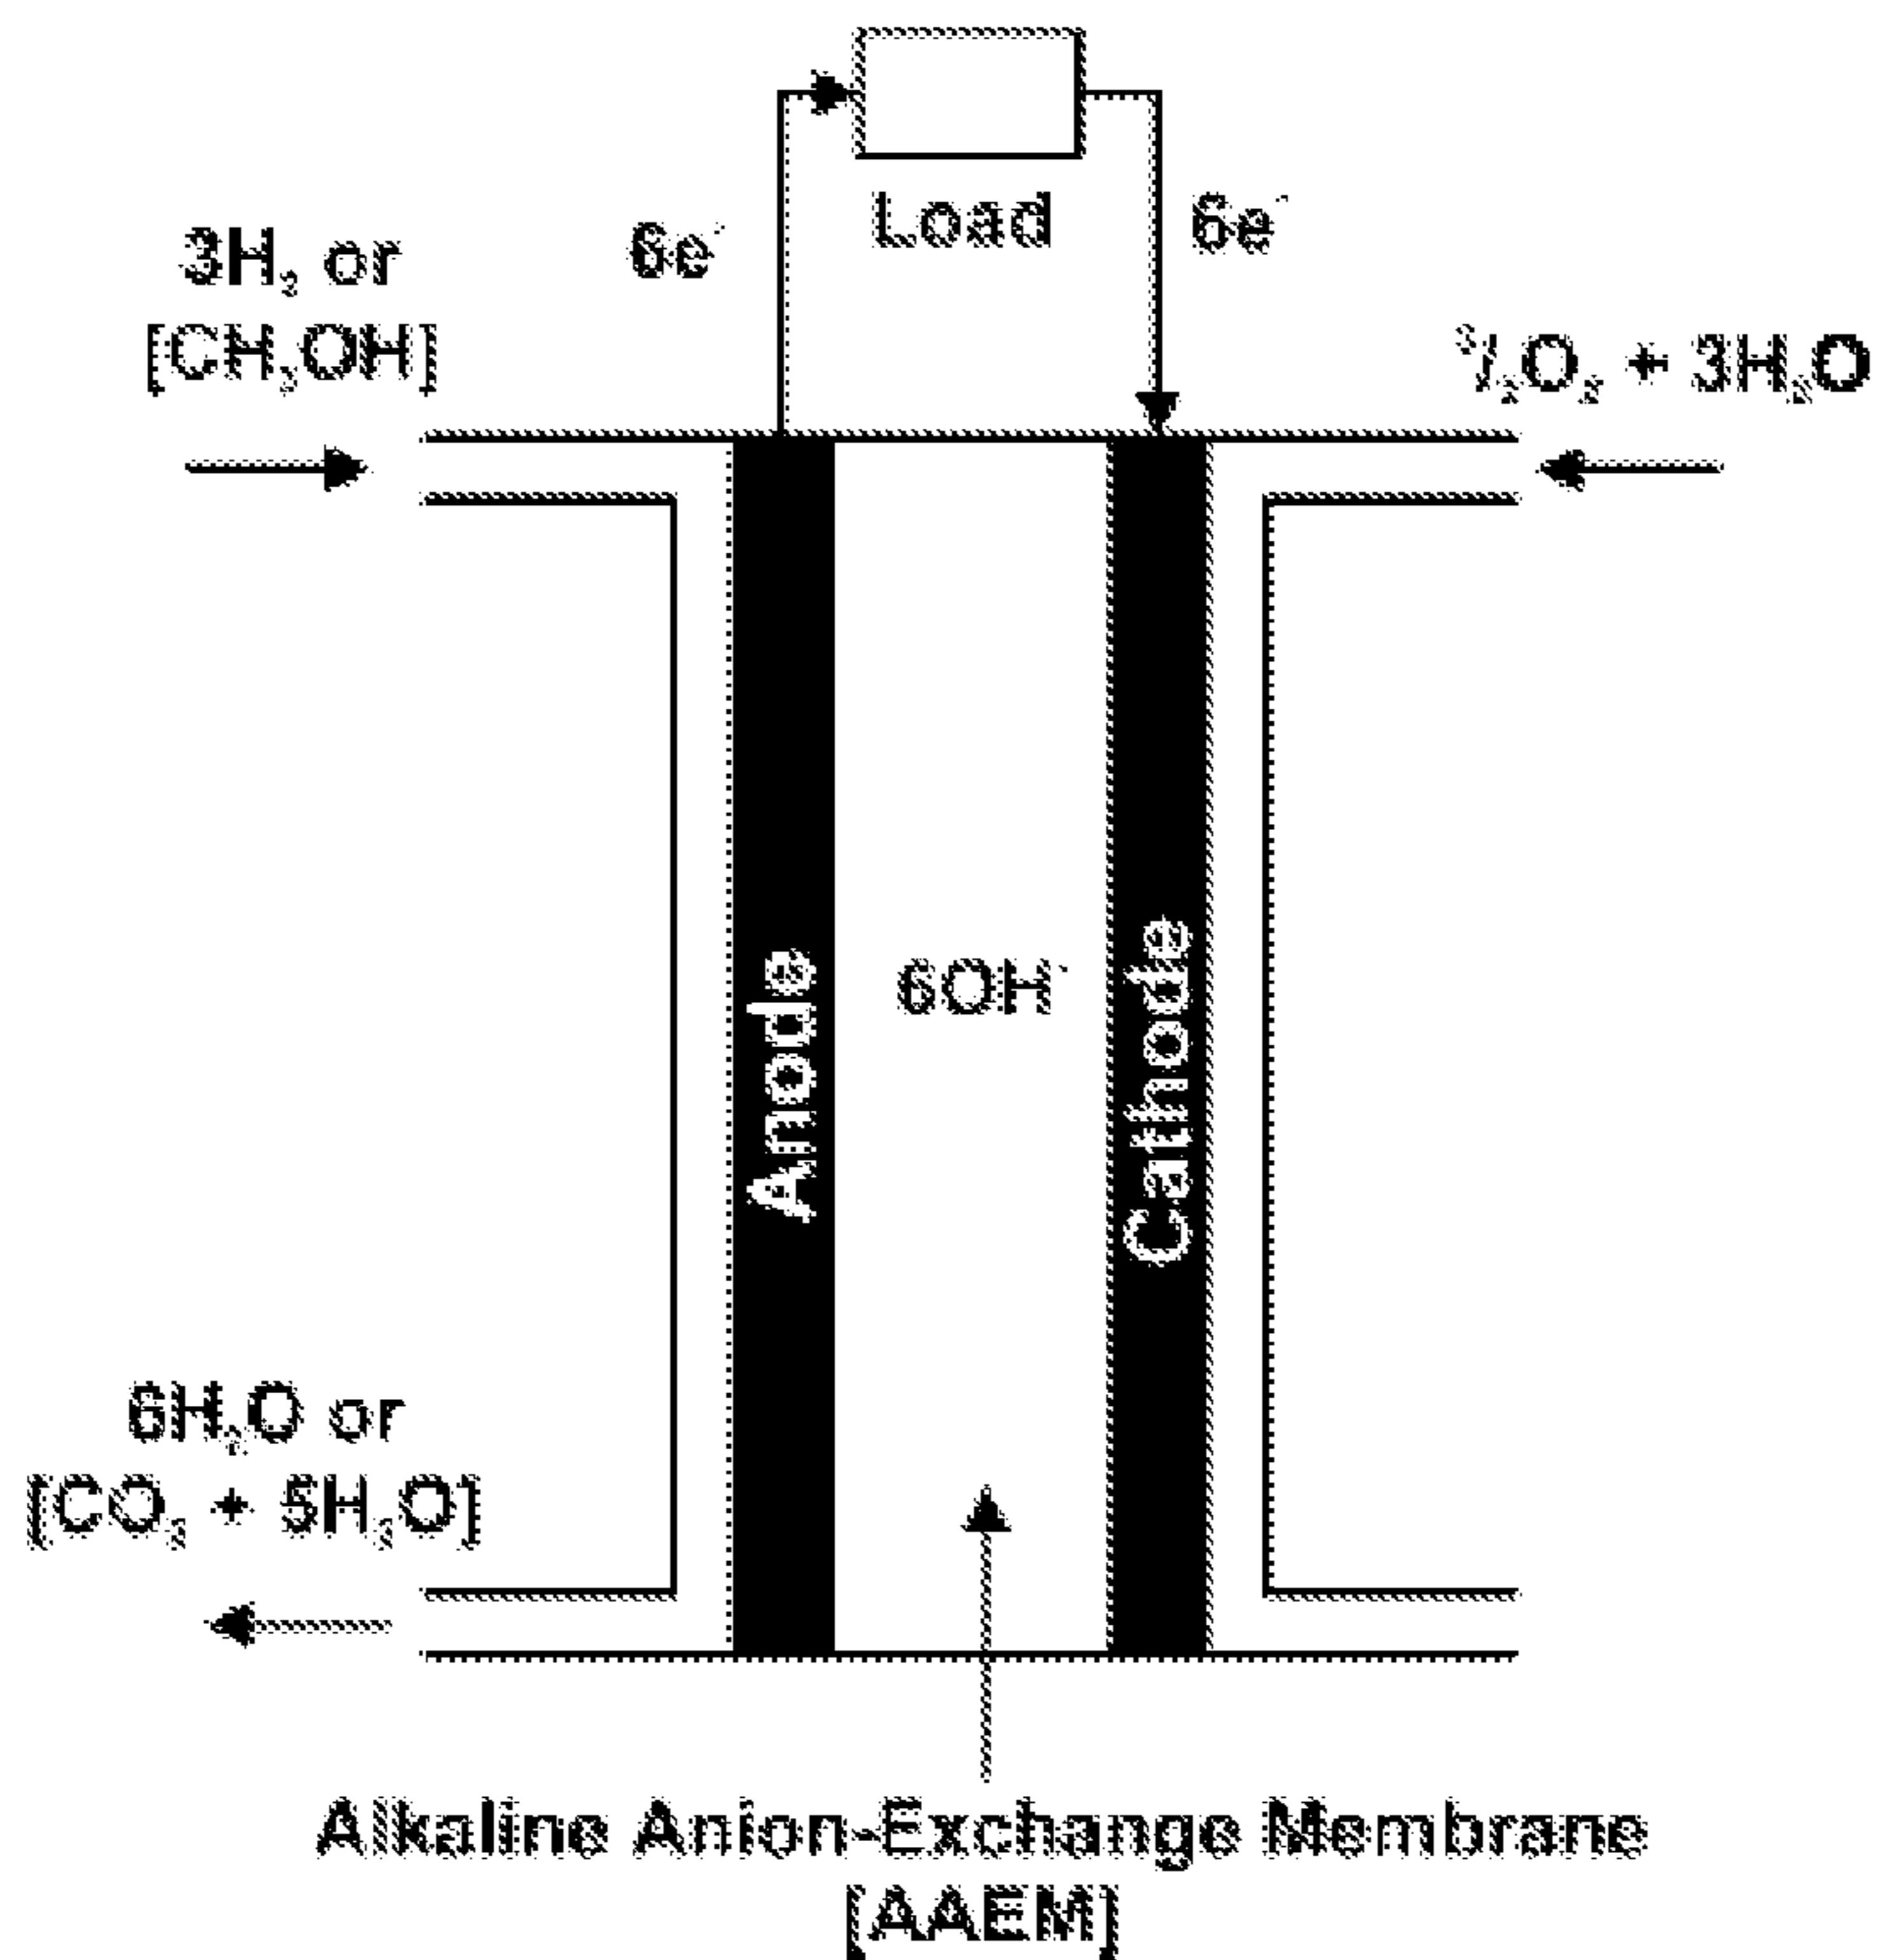 Load
6e⁻
6e⁻
3H₂ or
[CH₃OH]
³/₂O₂ + 3H₂O
Anode
6OH⁻
Cathode
6H₂O or
[CO₂ + 5H₂O]
Alkaline Anion-Exchange Membrane
[AAEM]